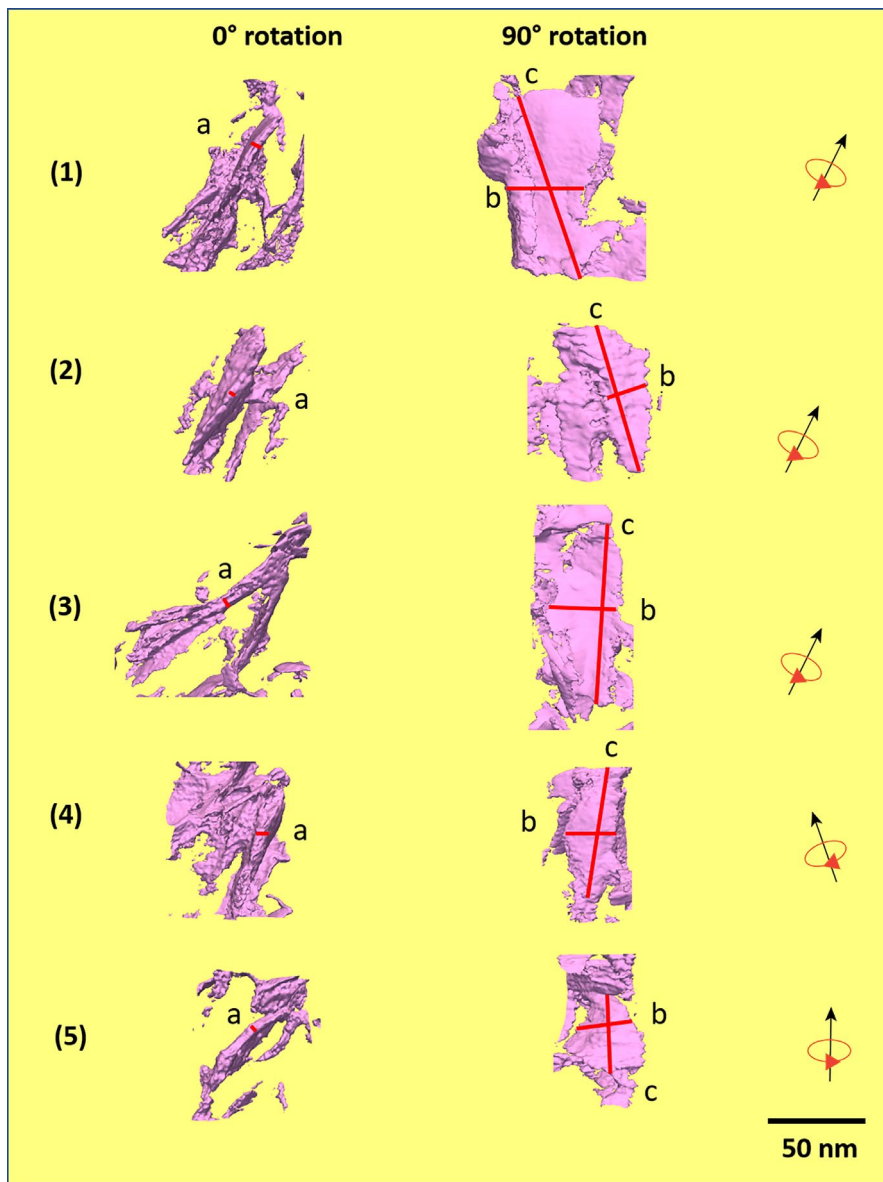 0° rotation 90° rotation
c
a
(1)
b
c
(2)
b
a
c
a
(3)
b
c
(4)
b
a
a
b
(5)
c
50 nm